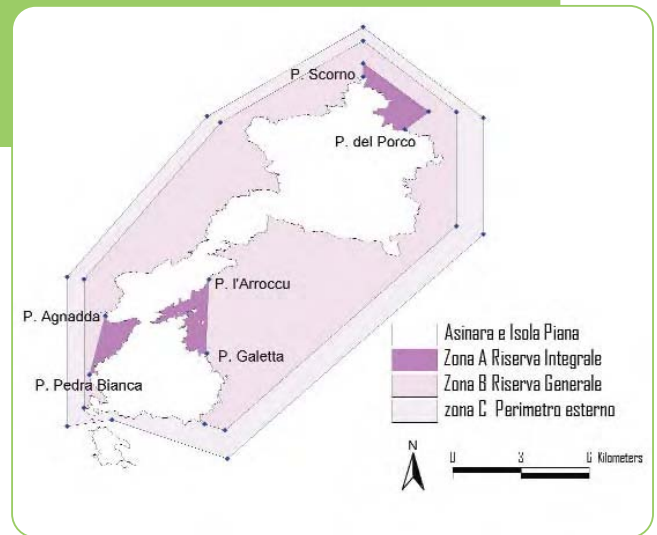 P. Scorno
P. del Porco
P. l'Arroccu
P. Agnadda
P. Galetta
P. Pedra Bianca
Asinara e Isola Piana
Zona A Riserva Integrale
Zona B Riserva Generale
zona C Perimetro esterno
N
0 3 6 Kilometers